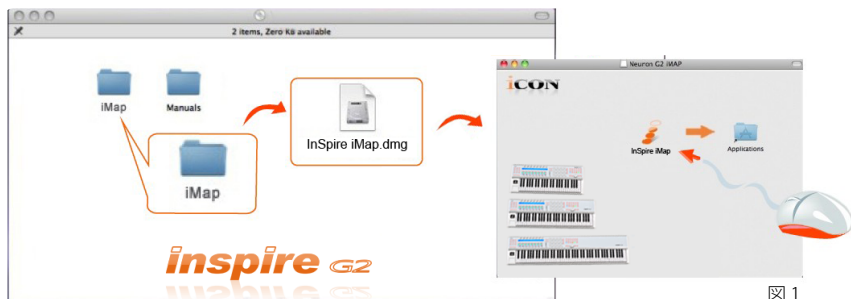 2 items, Zero KB available
iMap
Manuals
iMap
InSpire iMap.dmg
inspire G2
Neuron G2 iMAP
iCON
InSpire iMap
Applications
図 1